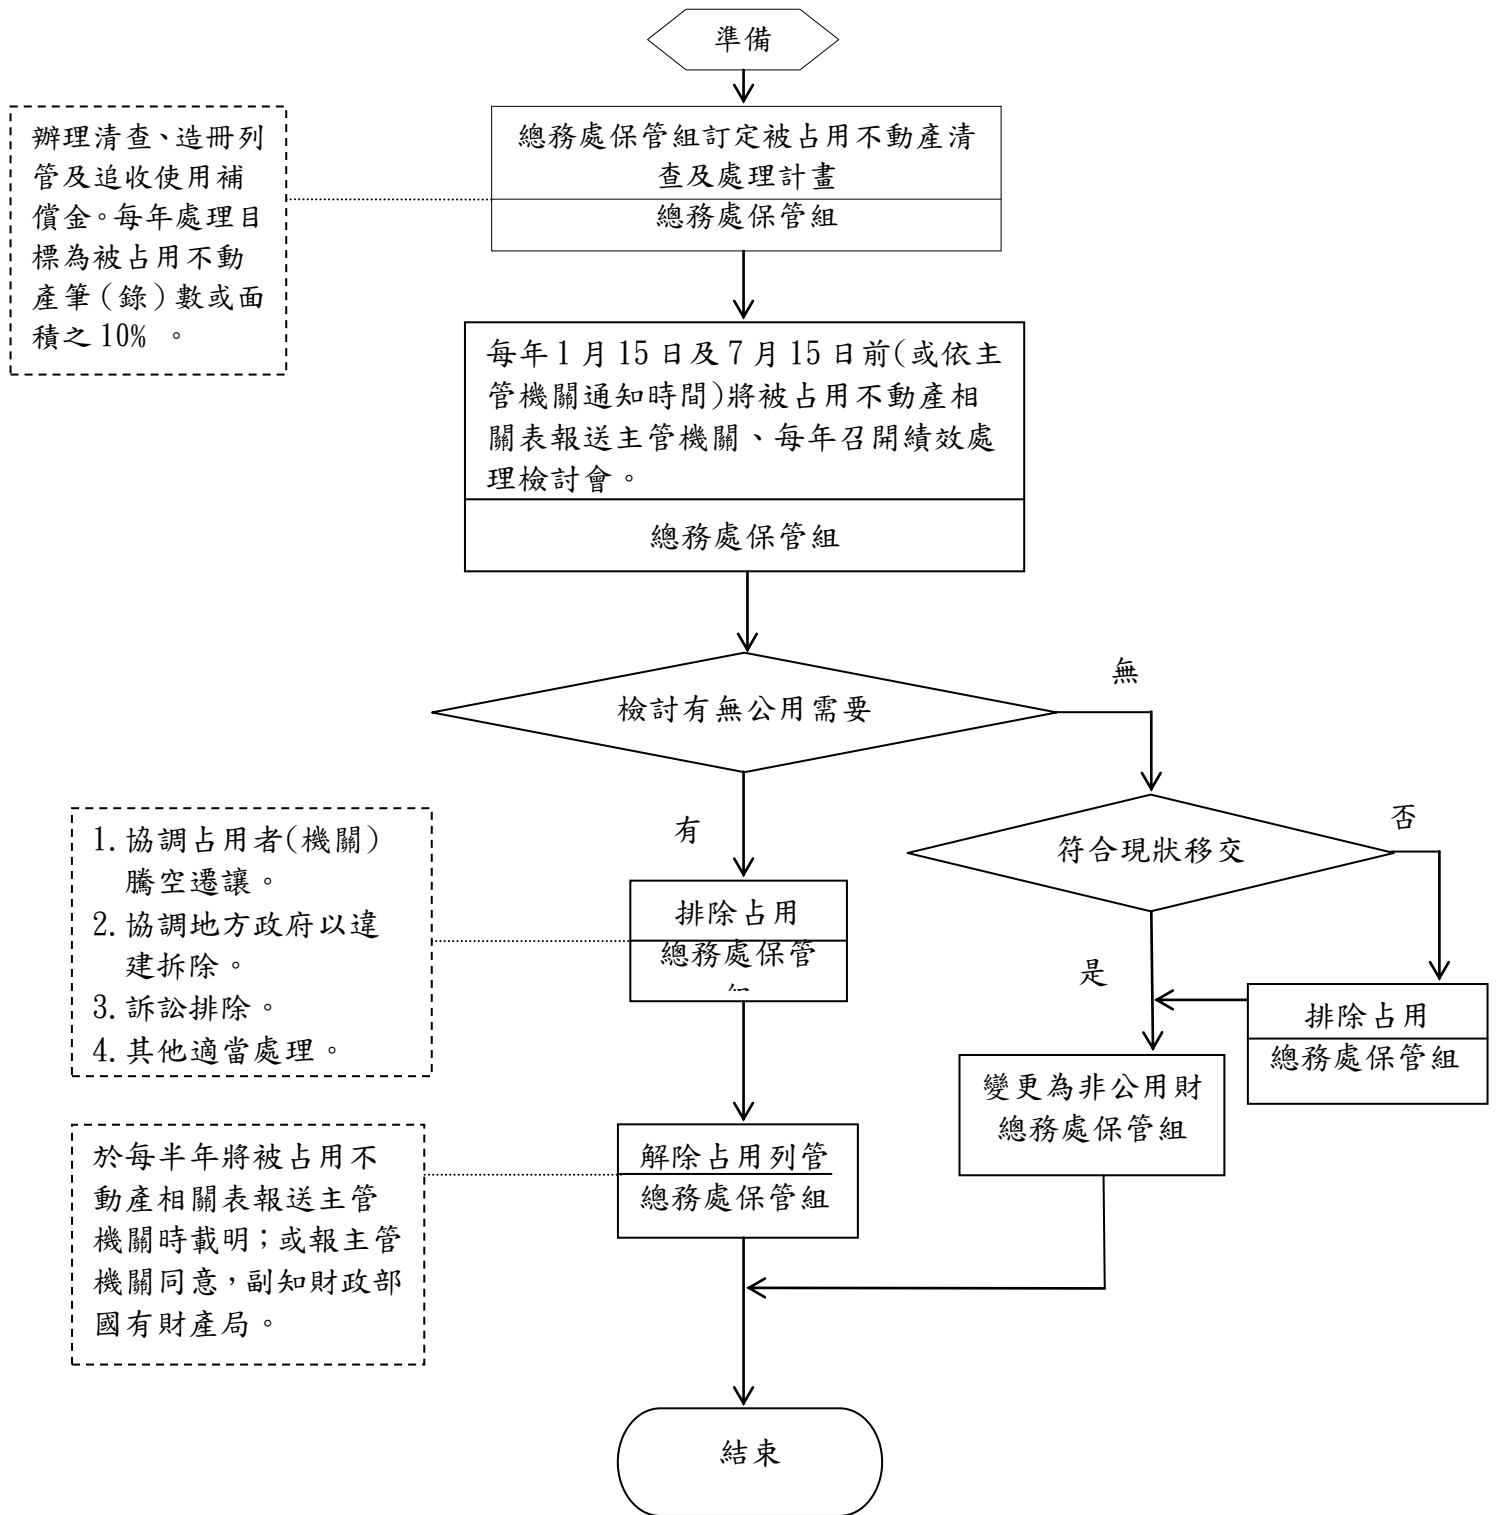 準備
總務處保管組訂定被占用不動產清
查及處理計畫
總務處保管組
辦理清查、造冊列
管及追收使用補
償金。每年處理目
標為被占用不動
產筆(錄)數或面
積之 10% 。
每年 1 月 15 日及 7 月 15 日前(或依主
管機關通知時間)將被占用不動產相
關表報送主管機關、每年召開績效處
理檢討會。
總務處保管組
檢討有無公用需要
無
有
符合現狀移交
否
是
1. 協調占用者(機關)
騰空遷讓。
2. 協調地方政府以違
建拆除。
3. 訴訟排除。
4. 其他適當處理。
排除占用
總務處保管
排除占用
總務處保管組
變更為非公用財
總務處保管組
於每半年將被占用不
動產相關表報送主管
機關時載明；或報主管
機關同意，副知財政部
國有財產局。
解除占用列管
總務處保管組
結束